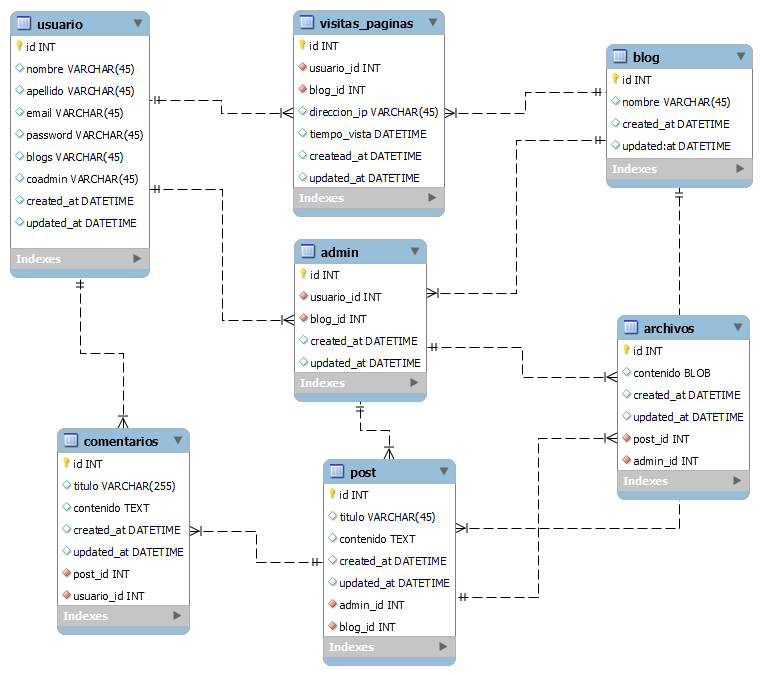 usuario
id INT
nombre VARCHAR(45)
apellido VARCHAR(45)
email VARCHAR(45)
password VARCHAR(45)
blogs VARCHAR(45)
coadmin VARCHAR(45)
created_at DATETIME
updated_at DATETIME
Indexes
visitas_paginas
id INT
usuario_id INT
blog_id INT
direccion_ip VARCHAR(45)
tiempo_vista DATETIME
createad_at DATETIME
updated_at DATETIME
Indexes
blog
id INT
nombre VARCHAR(45)
created_at DATETIME
updated:at DATETIME
Indexes
admin
id INT
usuario_id INT
blog_id INT
created_at DATETIME
updated_at DATETIME
Indexes
archivos
id INT
contenido BLOB
created_at DATETIME
updated_at DATETIME
post_id INT
admin_id INT
Indexes
comentarios
id INT
titulo VARCHAR(255)
contenido TEXT
created_at DATETIME
updated_at DATETIME
post_id INT
usuario_id INT
Indexes
post
id INT
titulo VARCHAR(45)
contenido TEXT
created_at DATETIME
updated_at DATETIME
admin_id INT
blog_id INT
Indexes